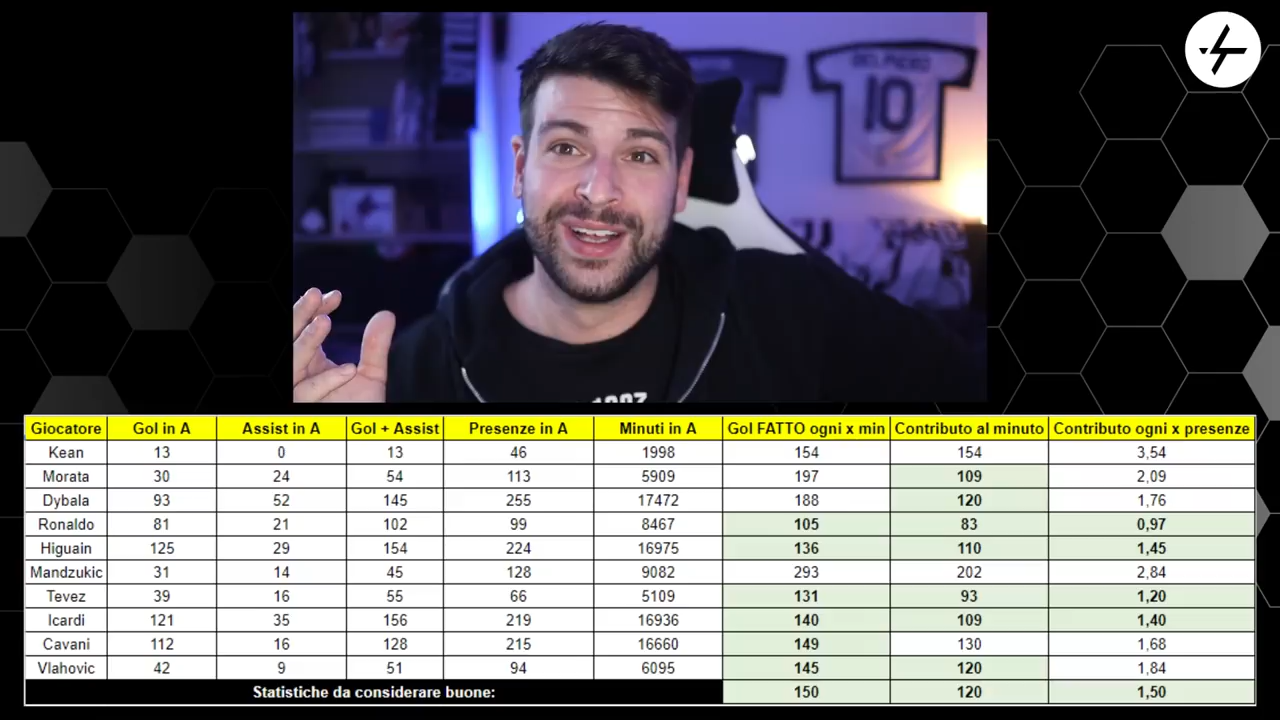 DEL PIERO
10
Giocatore Gol in A Assist in A Gol + Assist Presenze in A Minuti in A Gol FATTO ogni x min Contributo al minuto Contributo ogni x presenze
Kean 13 0 13 46 1998 154 154 3,54
Morata 30 24 54 113 5909 197 109 2,09
Dybala 93 52 145 255 17472 188 120 1,76
Ronaldo 81 21 102 99 8467 105 83 0,97
Higuain 125 29 154 224 16975 136 110 1,45
Mandzukic 31 14 45 128 9082 293 202 2,84
Tevez 39 16 55 66 5109 131 93 1,20
Icardi 121 35 156 219 16936 140 109 1,40
Cavani 112 16 128 215 16660 149 130 1,68
Vlahovic 42 9 51 94 6095 145 120 1,84
Statistiche da considerare buone: 150 120 1,50